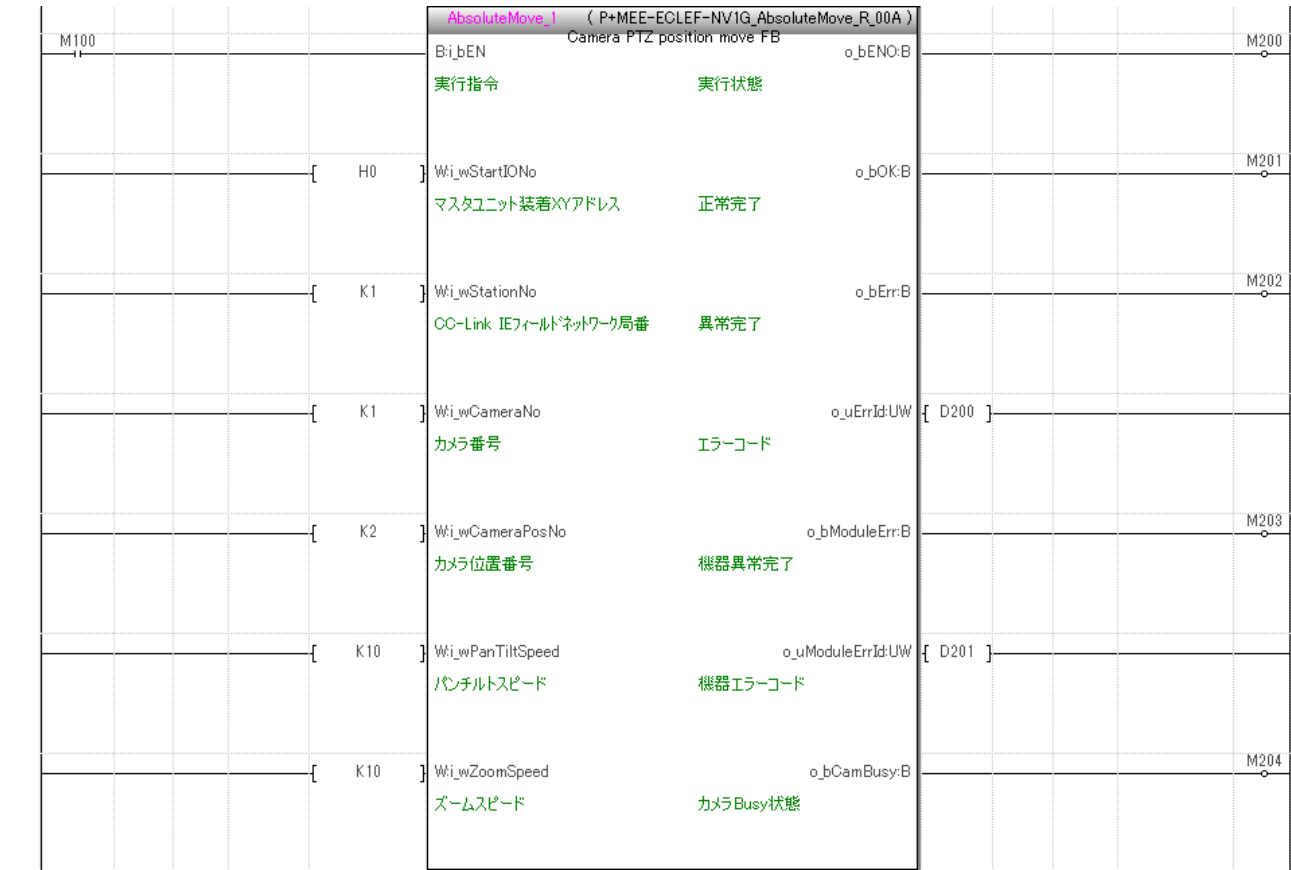 AbsoluteMove_1 ( P+MEE-ECLEF-NV1G_AbsoluteMove_R_00A )
Camera PTZ position move FB
M100 B:i_bEN o_bENO:B M200
実行指令 実行状態
[ H0 ] W:i_wStartIONo o_bOK:B M201
マスタユニット装着XYアドレス 正常完了
[ K1 ] W:i_wStationNo o_bErr:B M202
CC-Link IEフィールドネットワーク局番 異常完了
[ K1 ] W:i_wCameraNo o_uErrId:UW [ D200 ]
カメラ番号 エラーコード
[ K2 ] W:i_wCameraPosNo o_bModuleErr:B M203
カメラ位置番号 機器異常完了
[ K10 ] W:i_wPanTiltSpeed o_uModuleErrId:UW [ D201 ]
パンチルトスピード 機器エラーコード
[ K10 ] W:i_wZoomSpeed o_bCamBusy:B M204
ズームスピード カメラBusy状態